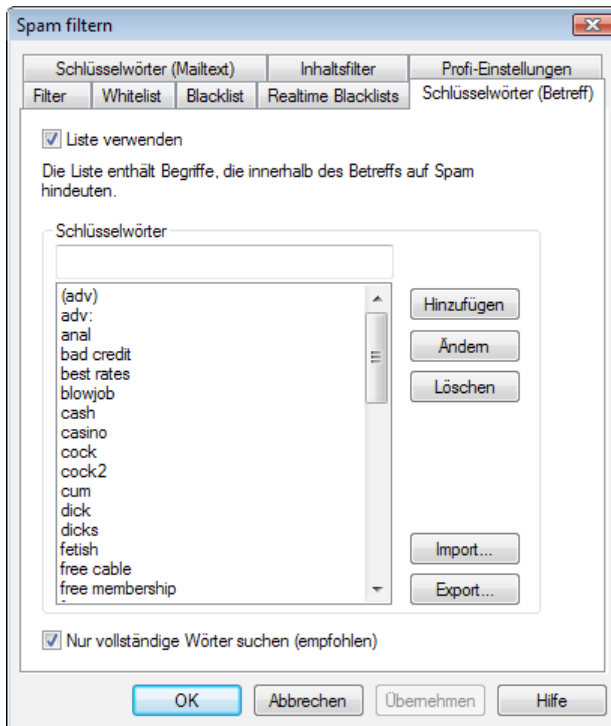 Spam filtern
Schlüsselwörter (Mailtext) Inhaltsfilter Profi-Einstellungen
Filter Whitelist Blacklist Realtime Blacklists Schlüsselwörter (Betreff)
Liste verwenden
Die Liste enthält Begriffe, die innerhalb des Betreffs auf Spam
hindeuten.
Schlüsselwörter
(adv)
adv:
anal
bad credit
best rates
blowjob
cash
casino
cock
cock2
cum
dick
dicks
fetish
free cable
free membership
Hinzufügen
Ändern
Löschen
Import...
Export...
Nur vollständige Wörter suchen (empfohlen)
OK Abbrechen Übernehmen Hilfe